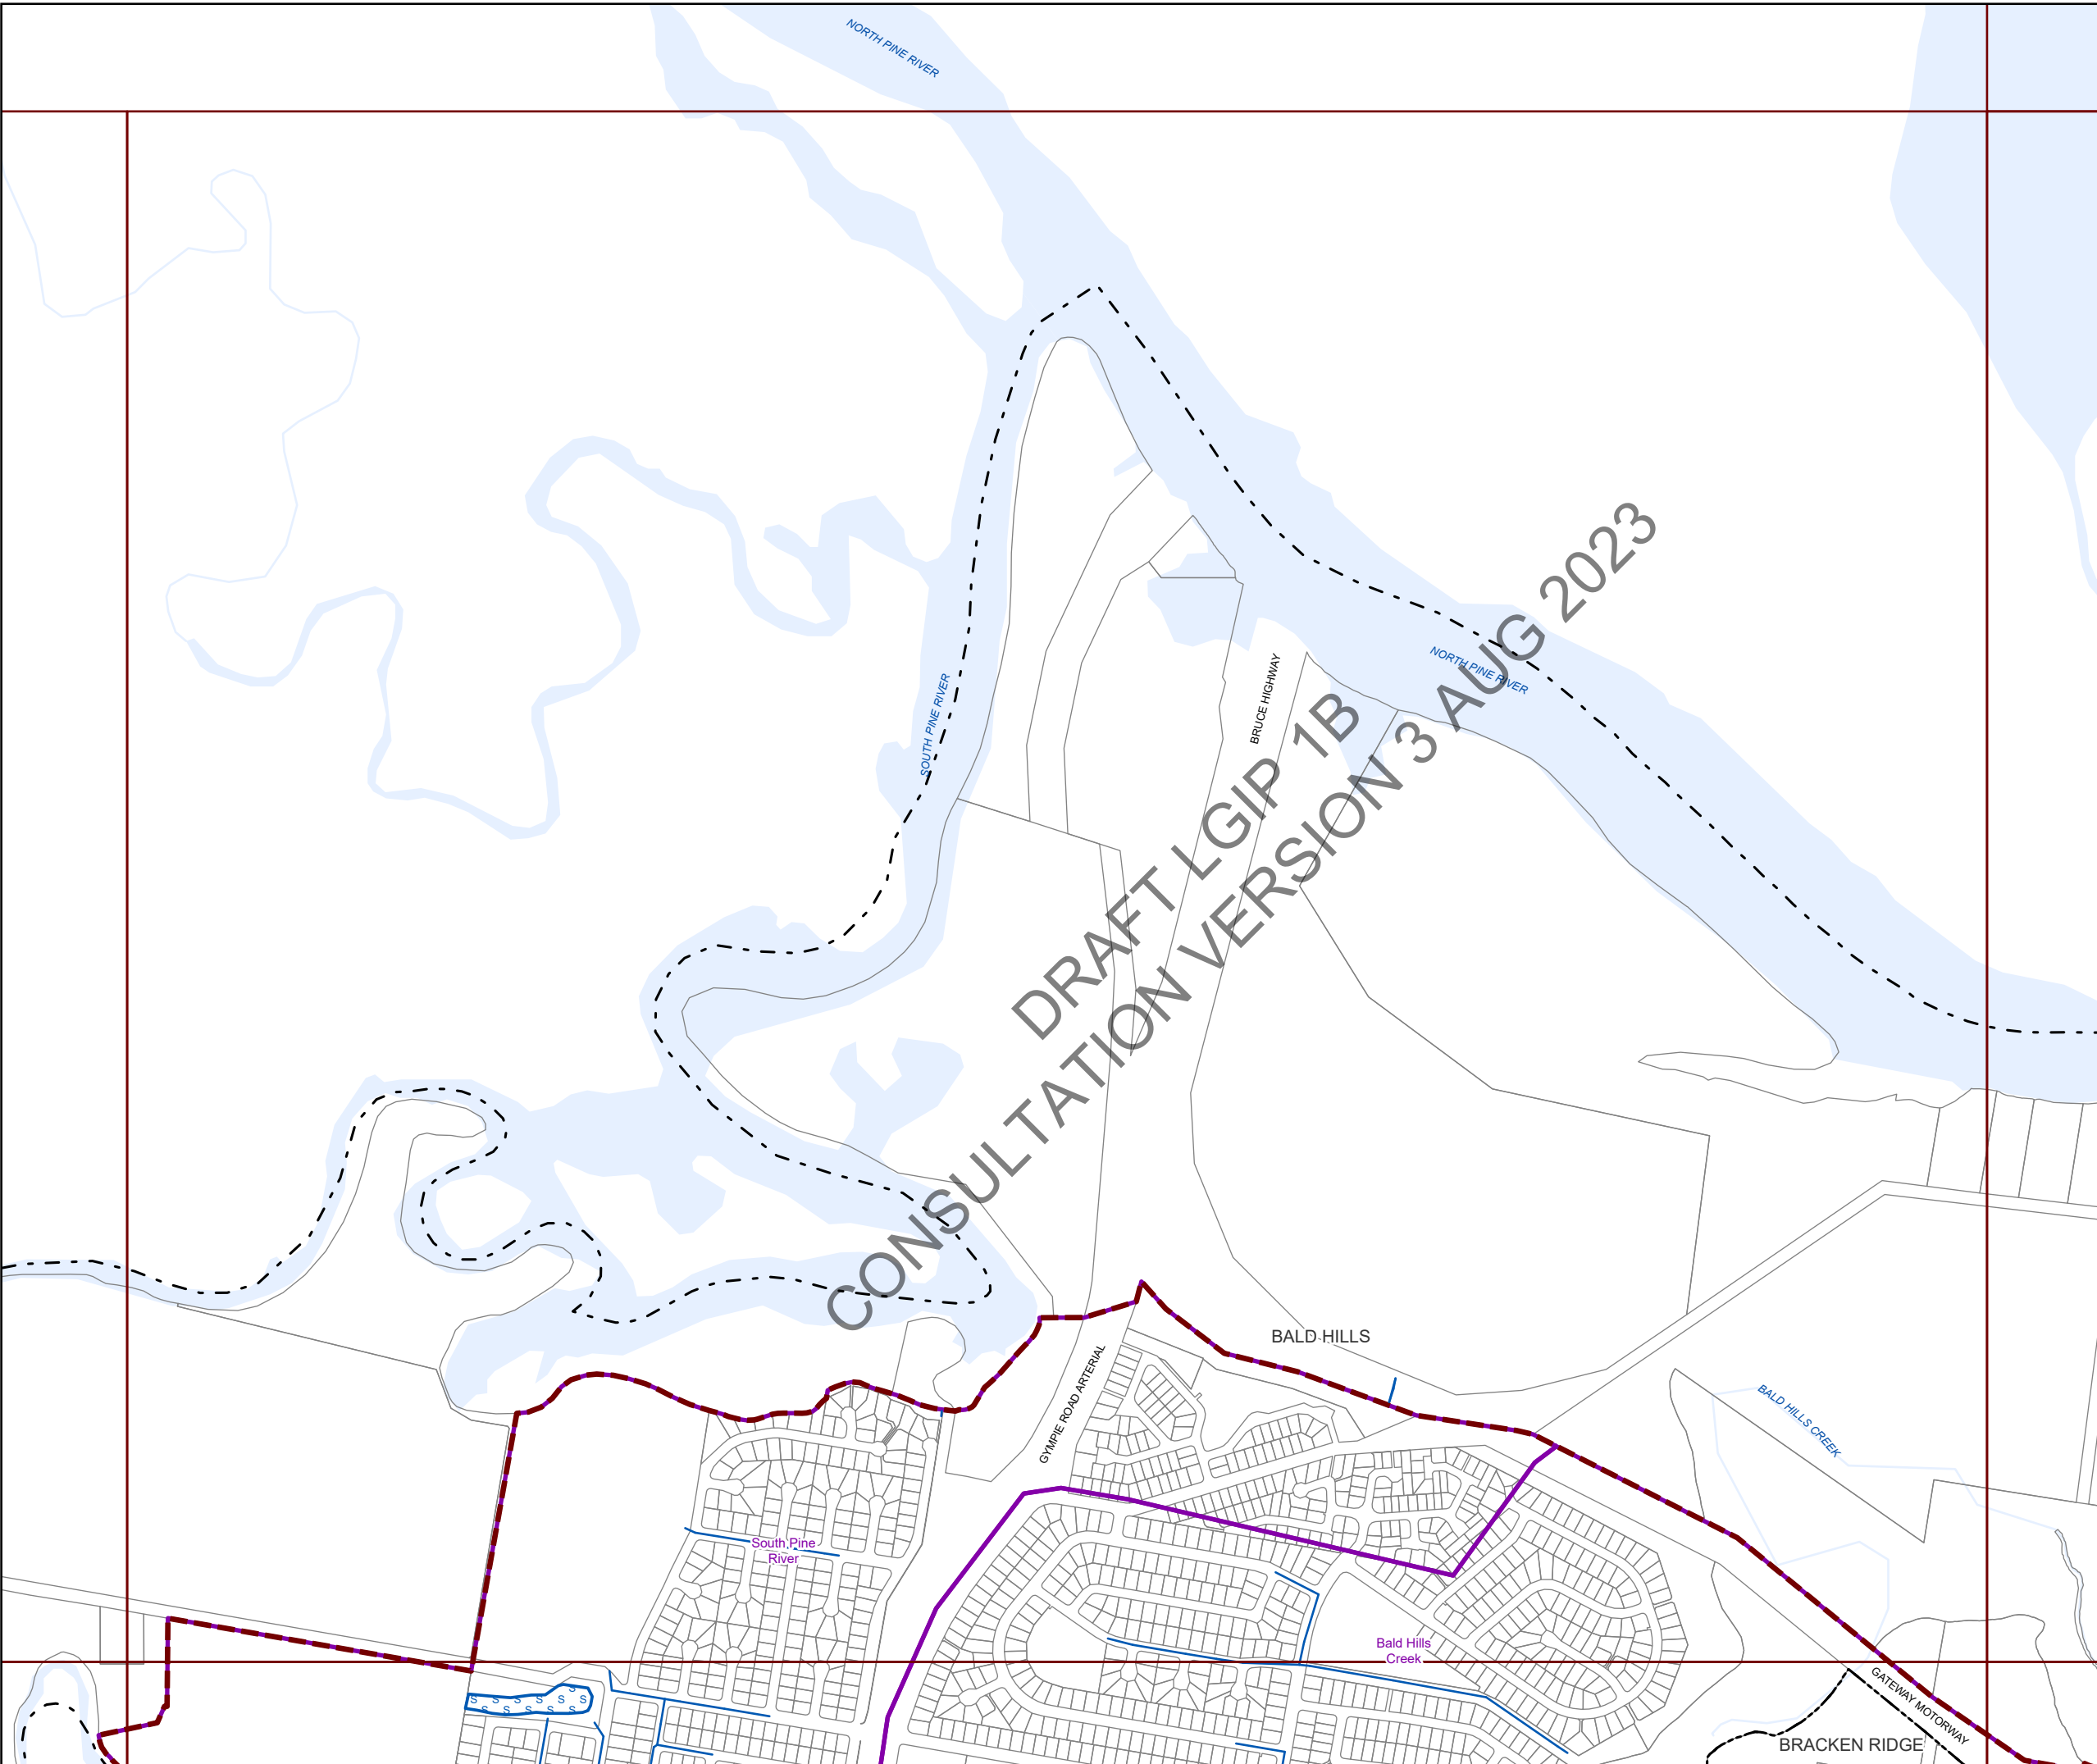 NORTH PINE RIVER
SOUTH PINE RIVER
BRUCE HIGHWAY
NORTH PINE RIVER
DRAFT LGIP 1B
CONSULTATION VERSION 3 AUG 2023
BALD HILLS
GYMPIE ROAD ARTERIAL
BALD HILLS CREEK
South Pine
River
Bald Hills
Creek
S S S S S S S
S S S S S
GATEWAY MOTORWAY
BRACKEN RIDGE